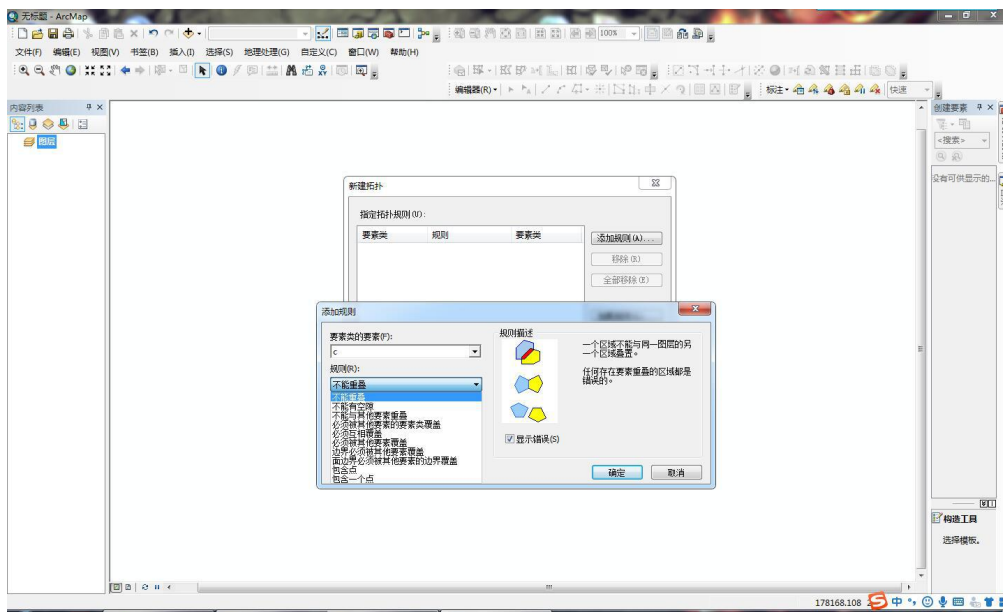 无标题 - ArcMap
100%
文件(F) 编辑(E) 视图(V) 书签(B) 插入(I) 选择(S) 地理处理(G) 自定义(C) 窗口(W) 帮助(H)
编辑器(R) 标注 快速
内容列表
创建要素
图层
<搜索>
没有可供显示的...
新建拓扑
指定拓扑规则(U):
要素类 规则 要素类
添加规则(A)...
移除(R)
全部移除(E)
添加规则
要素类的要素(F):
c
规则(R):
不能重叠
不能重叠
不能有空隙
不能与其他要素重叠
必须被其他要素的要素类覆盖
必须互相覆盖
必须被其他要素覆盖
边界必须被其他要素覆盖
面边界必须被其他要素的边界覆盖
包含点
包含一个点
规则描述
一个区域不能与同一图层的另
一个区域叠置。
任何存在要素重叠的区域都是
错误的。
显示错误(S)
确定 取消
构造工具
选择模板。
178168.108
中